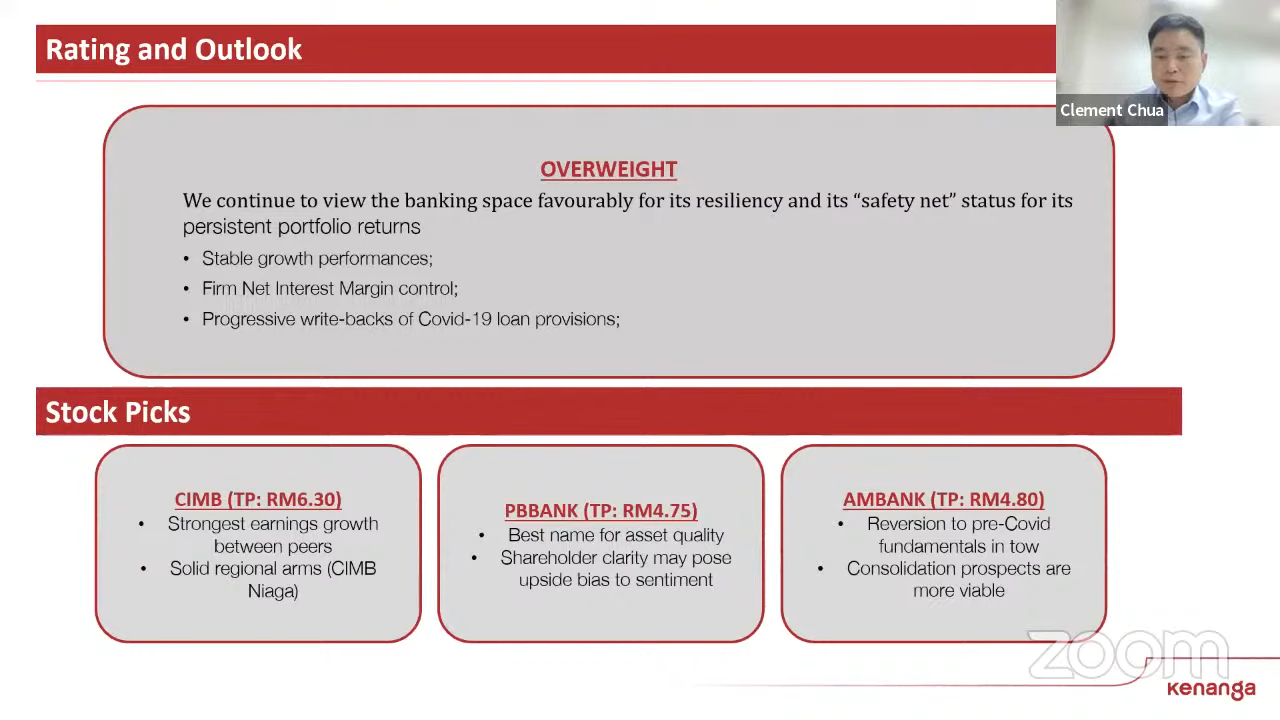 Rating and Outlook
Clement Chua
OVERWEIGHT
We continue to view the banking space favourably for its resiliency and its “safety net” status for its
persistent portfolio returns
• Stable growth performances;
• Firm Net Interest Margin control;
• Progressive write-backs of Covid-19 loan provisions;
Stock Picks
CIMB (TP: RM6.30)
• Strongest earnings growth
between peers
• Solid regional arms (CIMB
Niaga)
PBBANK (TP: RM4.75)
• Best name for asset quality
• Shareholder clarity may pose
upside bias to sentiment
AMBANK (TP: RM4.80)
• Reversion to pre-Covid
fundamentals in tow
• Consolidation prospects are
more viable
zoom
kenanga